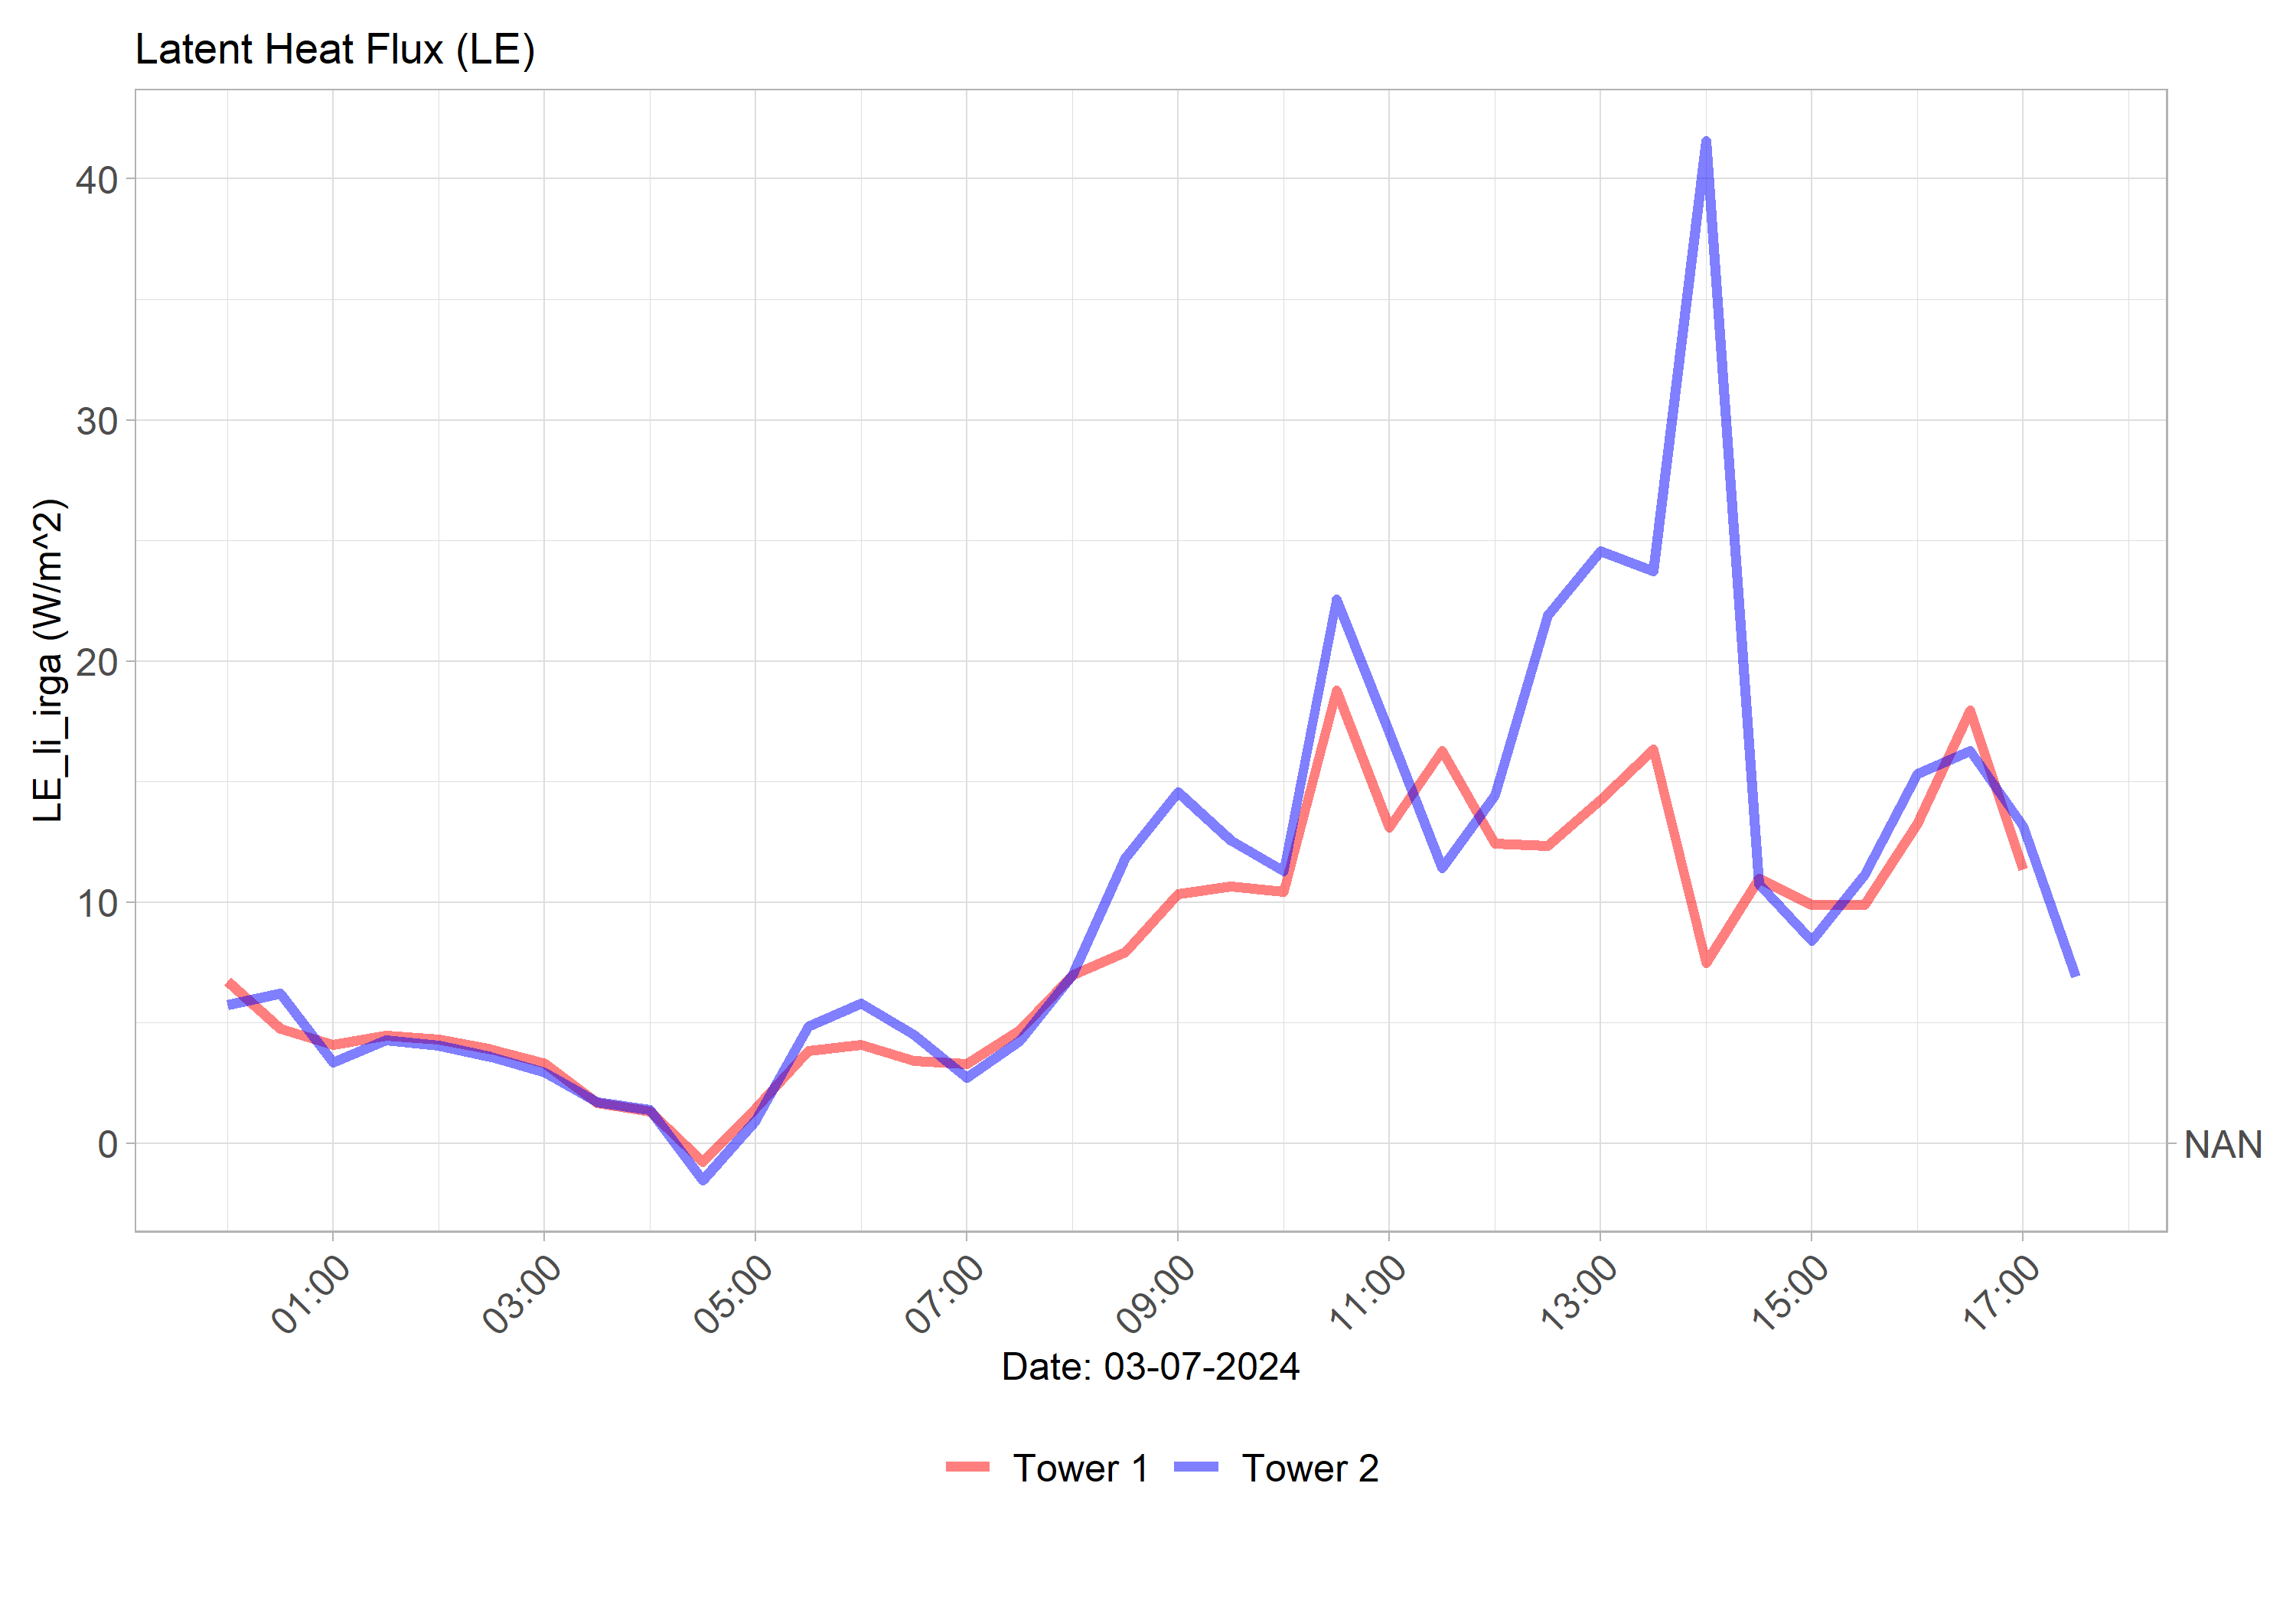 Latent Heat Flux (LE)
LE_li_irga (W/m^2)
40
30
20
10
0
NAN
01:00
03:00
05:00
07:00
09:00
11:00
13:00
15:00
17:00
Date: 03-07-2024
Tower 1
Tower 2